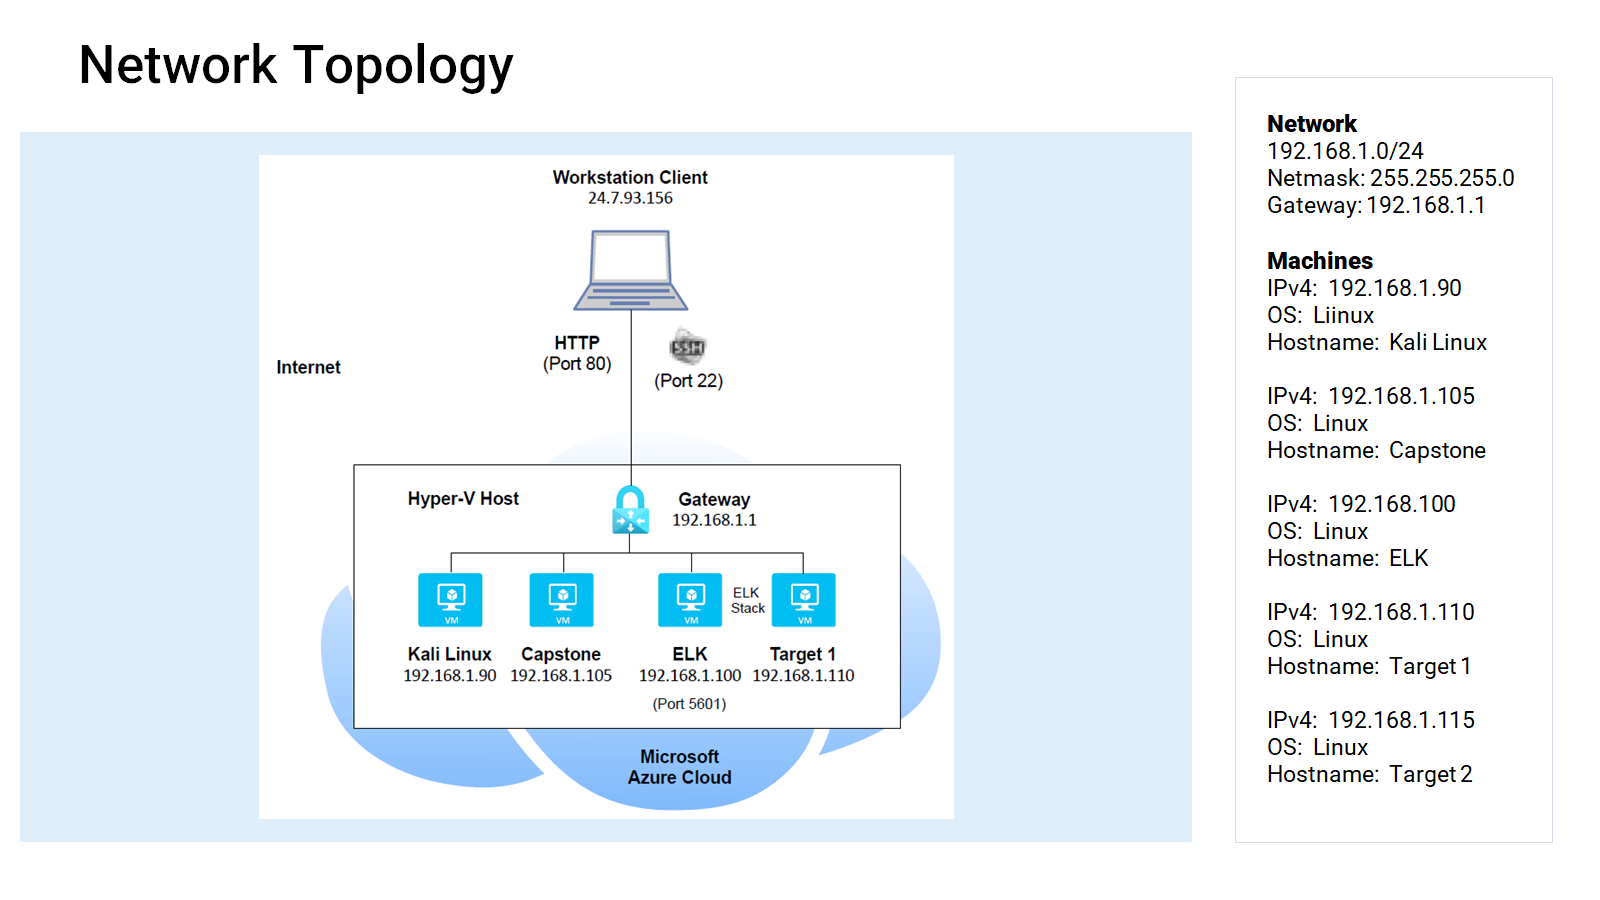 Network Topology
Workstation Client
24.7.93.156
HTTP
(Port 80)
SSH
(Port 22)
Internet
Hyper-V Host
Gateway
192.168.1.1
VM
VM
VM
ELK
Stack
VM
Kali Linux
192.168.1.90
Capstone
192.168.1.105
ELK
192.168.1.100
(Port 5601)
Target 1
192.168.1.110
Microsoft
Azure Cloud
Network
192.168.1.0/24
Netmask: 255.255.255.0
Gateway: 192.168.1.1
Machines
IPv4: 192.168.1.90
OS: Liinux
Hostname: Kali Linux
IPv4: 192.168.1.105
OS: Linux
Hostname: Capstone
IPv4: 192.168.100
OS: Linux
Hostname: ELK
IPv4: 192.168.1.110
OS: Linux
Hostname: Target 1
IPv4: 192.168.1.115
OS: Linux
Hostname: Target 2